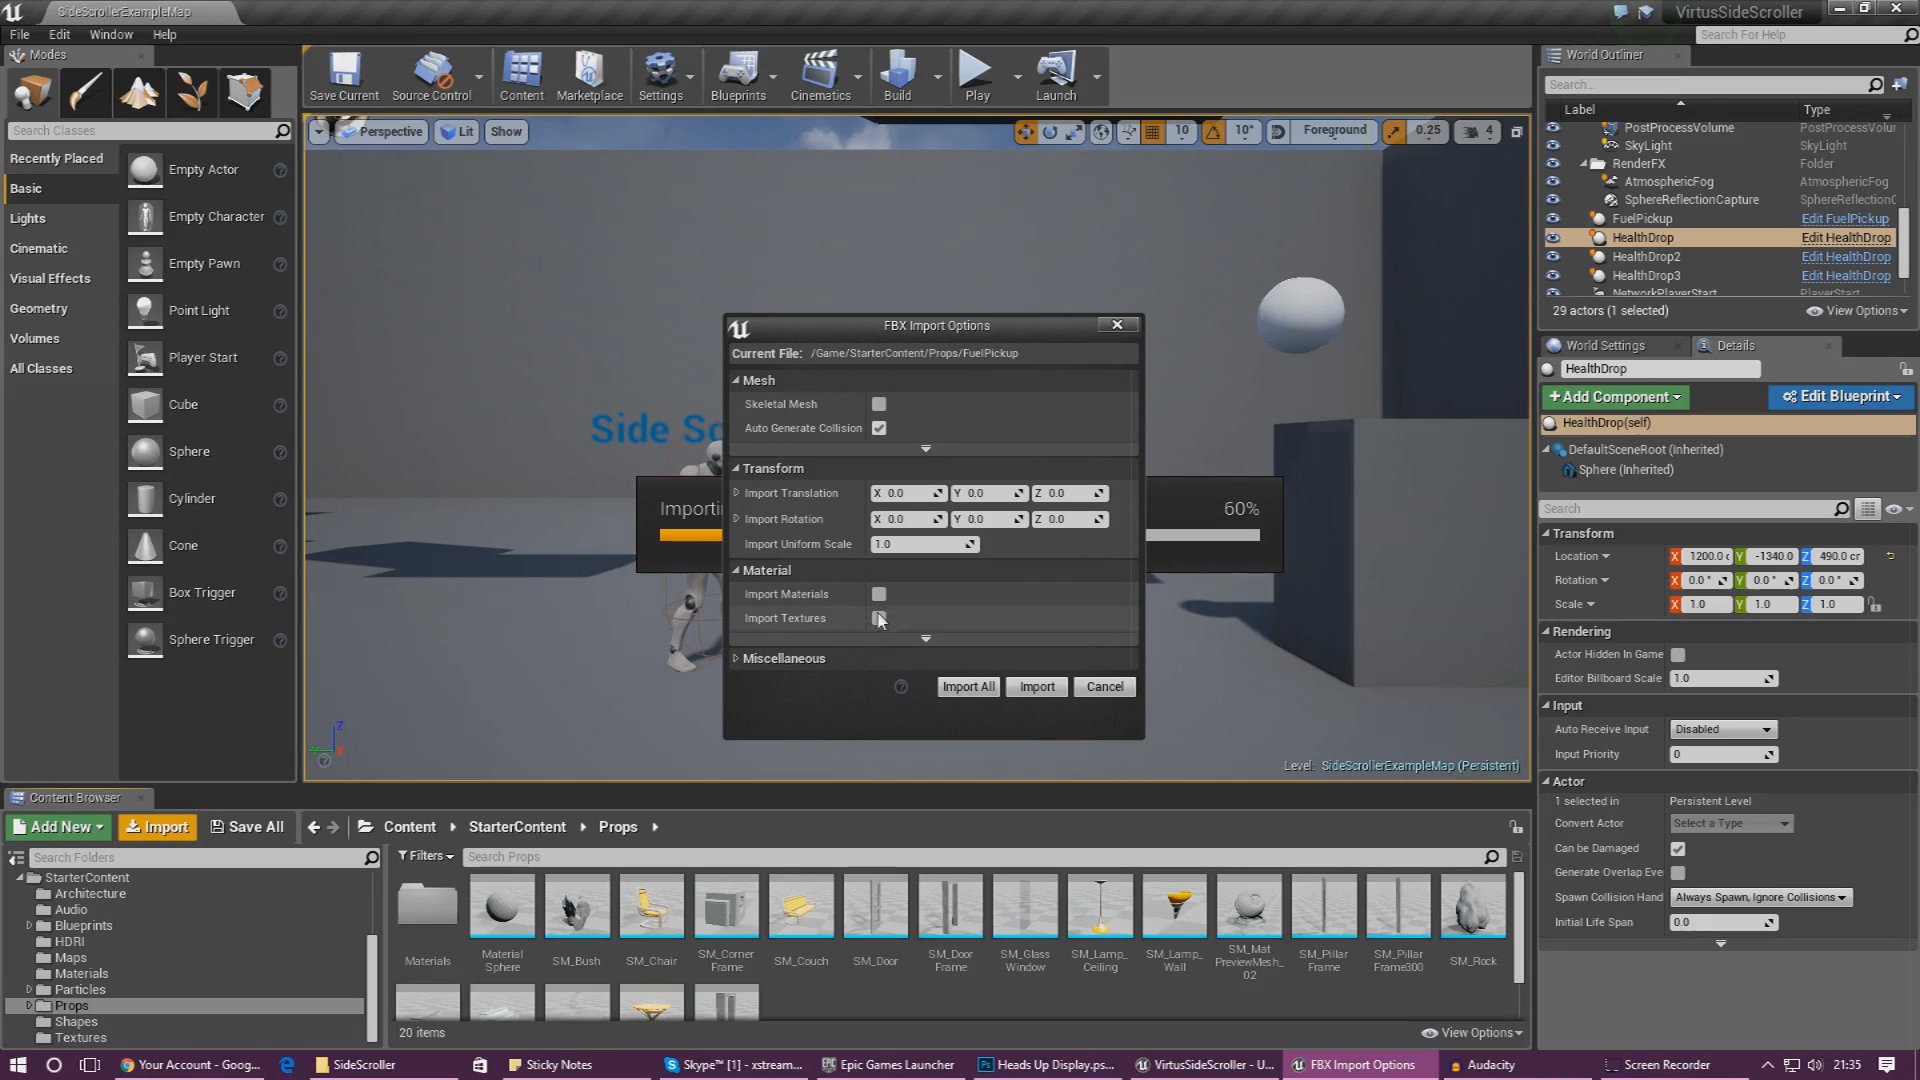 SideScrollerExampleMap
VirtusSideScroller
File Edit Window Help
Search For Help
Modes
Search Classes
Recently Placed
Basic
Lights
Cinematic
Visual Effects
Geometry
Volumes
All Classes
Empty Actor
Empty Character
Empty Pawn
Point Light
Player Start
Cube
Sphere
Cylinder
Cone
Box Trigger
Sphere Trigger
Save Current Source Control Content Marketplace Settings Blueprints Cinematics Build Play Launch
Perspective Lit Show
10 10° Foreground 0.25 4
Side Sc
Importi
60%
FBX Import Options
Current File: /Game/StarterContent/Props/FuelPickup
Mesh
Skeletal Mesh
Auto Generate Collision
Transform
Import Translation X 0.0 Y 0.0 Z 0.0
Import Rotation X 0.0 Y 0.0 Z 0.0
Import Uniform Scale 1.0
Material
Import Materials
Import Textures
Miscellaneous
Import All Import Cancel
Level: SideScrollerExampleMap (Persistent)
World Outliner
Search...
Label Type
PostProcessVolume PostProcessVolur
SkyLight SkyLight
RenderFX Folder
AtmosphericFog AtmosphericFog
SphereReflectionCapture SphereReflectionC
FuelPickup Edit FuelPickup
HealthDrop Edit HealthDrop
HealthDrop2 Edit HealthDrop
HealthDrop3 Edit HealthDrop
NetworkPlayerStart PlayerStart
29 actors (1 selected) View Options
World Settings Details
HealthDrop
Add Component Edit Blueprint
HealthDrop(self)
DefaultSceneRoot (Inherited)
Sphere (Inherited)
Search
Transform
Location X 1200.0 c Y -1340.0 Z 490.0 cr
Rotation X 0.0 ° Y 0.0 ° Z 0.0 °
Scale X 1.0 Y 1.0 Z 1.0
Rendering
Actor Hidden In Game
Editor Billboard Scale 1.0
Input
Auto Receive Input Disabled
Input Priority 0
Actor
1 selected in Persistent Level
Convert Actor Select a Type
Can be Damaged
Generate Overlap Eve
Spawn Collision Hand Always Spawn, Ignore Collisions
Initial Life Span 0.0
Content Browser
Add New Import Save All Content StarterContent Props
Search Folders
Filters Search Props
StarterContent
Architecture
Audio
Blueprints
HDRI
Maps
Materials
Particles
Props
Shapes
Textures
Materials
Material Sphere
SM_Bush
SM_Chair
SM_Corner Frame
SM_Couch
SM_Door
SM_Door Frame
SM_Glass Window
SM_Lamp_ Ceiling
SM_Lamp_ Wall
SM_Mat PreviewMesh_ 02
SM_Pillar Frame
SM_Pillar Frame300
SM_Rock
20 items View Options
Your Account - Goog...
SideScroller
Sticky Notes
Skype™ [1] - xstream...
Epic Games Launcher
Heads Up Display.ps...
VirtusSideScroller - U...
FBX Import Options
Audacity
Screen Recorder
21:35